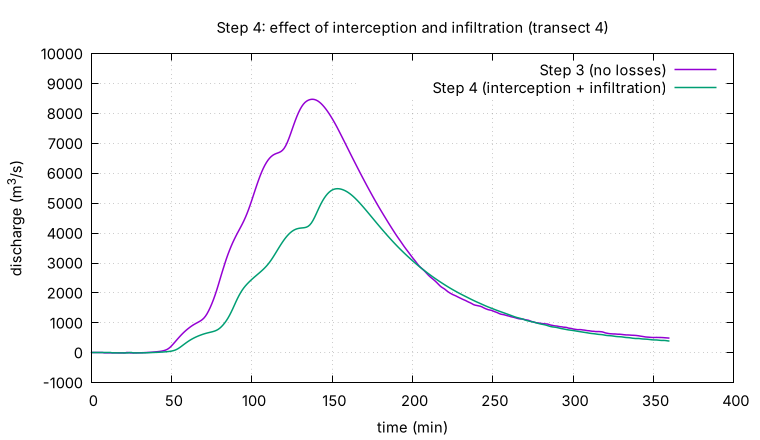 Step 4: effect of interception and infiltration (transect 4)
10000
9000
8000
7000
6000
5000
4000
3000
2000
1000
0
-1000
discharge (m³/s)
Step 3 (no losses)
Step 4 (interception + infiltration)
0 50 100 150 200 250 300 350 400
time (min)